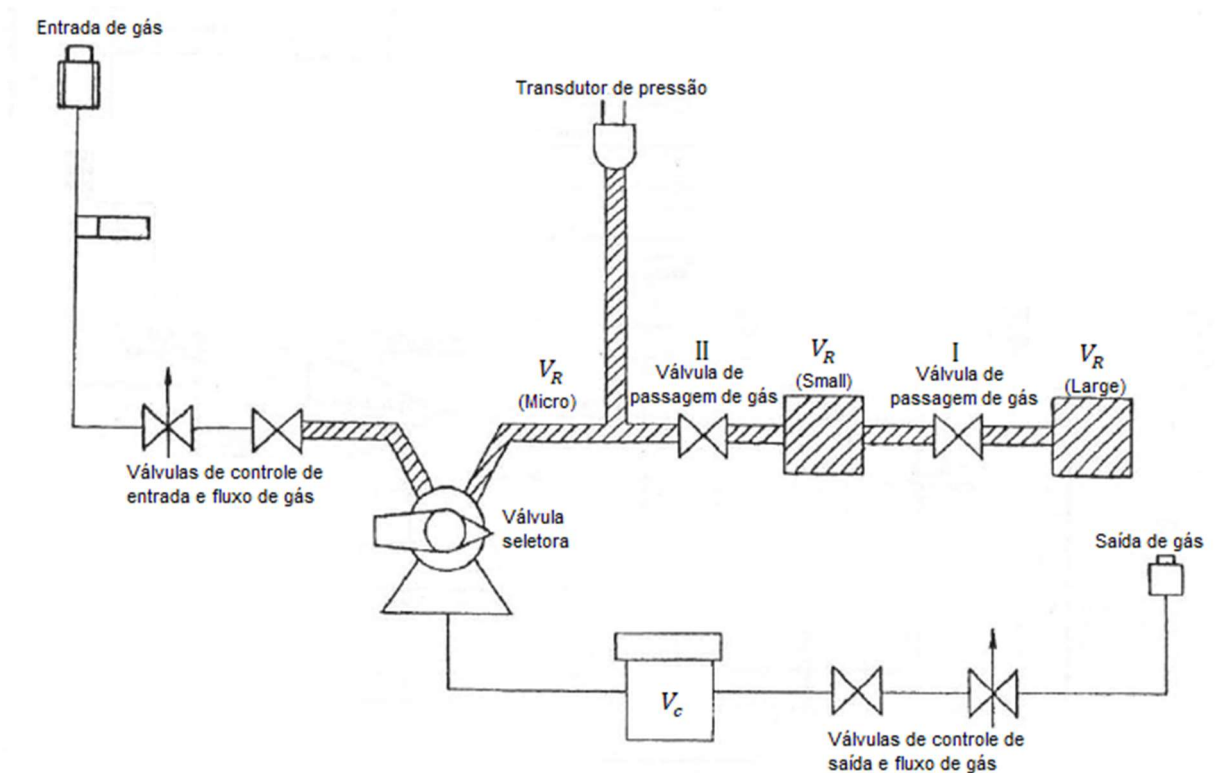 Entrada de gás
Transdutor de pressão
V_R
(Micro)
II
Válvula de
passagem de gás
V_R
(Small)
I
Válvula de
passagem de gás
V_R
(Large)
Válvulas de controle de
entrada e fluxo de gás
Válvula
seletora
Saída de gás
V_c
Válvulas de controle de
saída e fluxo de gás